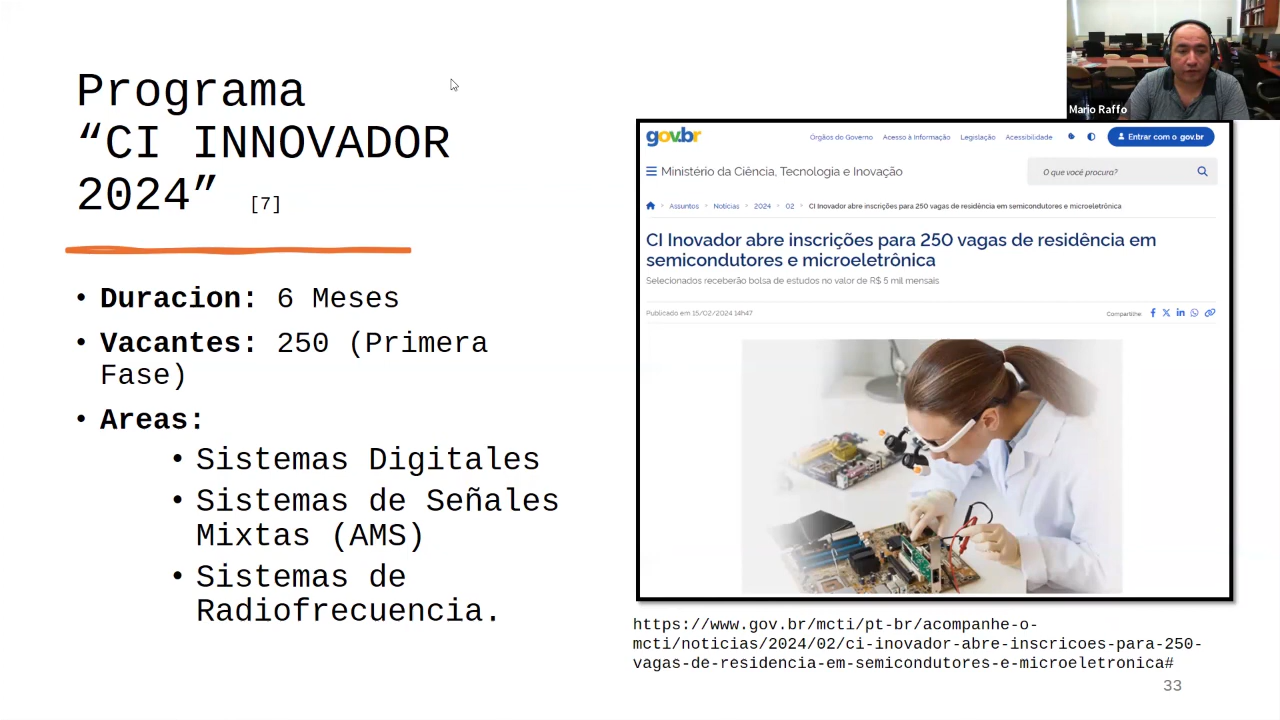 Programa
“CI INNOVADOR
2024” [7]
• Duracion: 6 Meses
• Vacantes: 250 (Primera
Fase)
• Areas:
• Sistemas Digitales
• Sistemas de Señales
Mixtas (AMS)
• Sistemas de
Radiofrecuencia.
Mario Raffo
gov.br
Orgãos do Governo Acesso à Informação Legislação Acessibilidade Entrar com o gov.br
Ministério da Ciência, Tecnologia e Inovação
O que você procura?
Assuntos > Notícias > 2024 > 02 > CI Inovador abre inscrições para 250 vagas de residência em semicondutores e microeletrônica
CI Inovador abre inscrições para 250 vagas de residência em
semicondutores e microeletrônica
Selecionados receberão bolsa de estudos no valor de R$ 5 mil mensais
Publicado em 15/02/2024 14h47
Compartilhe:
https://www.gov.br/mcti/pt-br/acompanhe-o-
mcti/noticias/2024/02/ci-inovador-abre-inscricoes-para-250-
vagas-de-residencia-em-semicondutores-e-microeletronica#
33